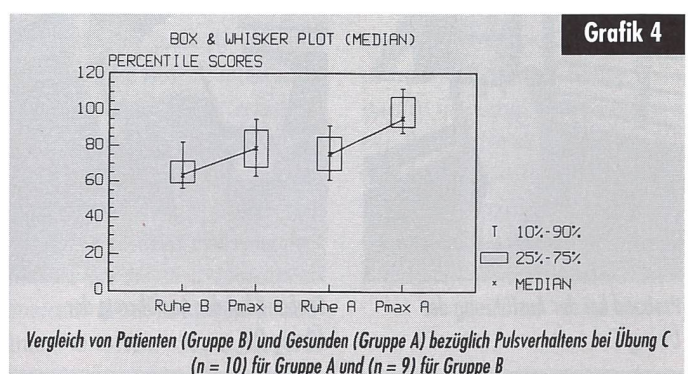 Grafik 4
BOX & WHISKER PLOT (MEDIAN)
PERCENTILE SCORES
120
100
80
60
40
20
0
Ruhe B Pmax B Ruhe A Pmax A
T 10%-90%
25%-75%
× MEDIAN
Vergleich von Patienten (Gruppe B) und Gesunden (Gruppe A) bezüglich Pulsverhaltens bei Übung C
(n = 10) für Gruppe A und (n = 9) für Gruppe B